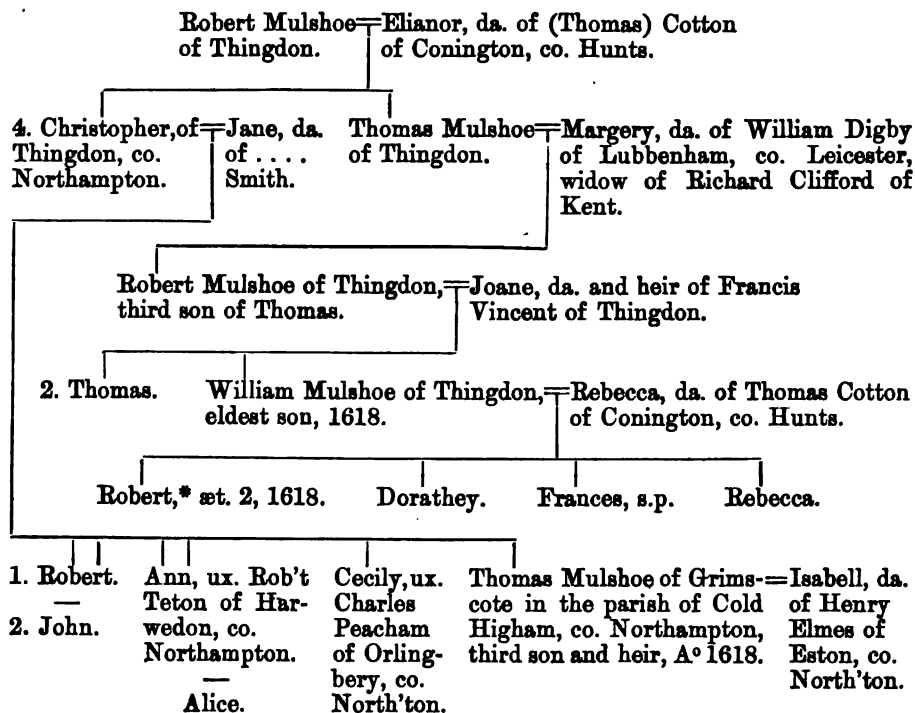 Robert Mulshoe=Elianor, da. of (Thomas) Cotton
of Thingdon. of Conington, co. Hunts.
4. Christopher, of=Jane, da.
Thingdon, co. of ....
Northampton. Smith.
Thomas Mulshoe=Margery, da. of William Digby
of Thingdon. of Lubbenham, co. Leicester,
widow of Richard Clifford of
Kent.
Robert Mulshoe of Thingdon,=Joane, da. and heir of Francis
third son of Thomas. Vincent of Thingdon.
2. Thomas.
William Mulshoe of Thingdon,=Rebecca, da. of Thomas Cotton
eldest son, 1618. of Conington, co. Hunts.
Robert,* æt. 2, 1618. Dorathey. Frances, s.p. Rebecca.
1. Robert.
—
2. John.
Ann, ux. Rob't
Teton of Har-
wedon, co.
Northampton.
—
Alice.
Cecily, ux.
Charles
Peacham
of Orling-
bery, co.
North'ton.
Thomas Mulshoe of Grims-=Isabell, da.
cote in the parish of Cold of Henry
Higham, co. Northampton, Elmes of
third son and heir, Aº 1618. Eston, co.
North'ton.